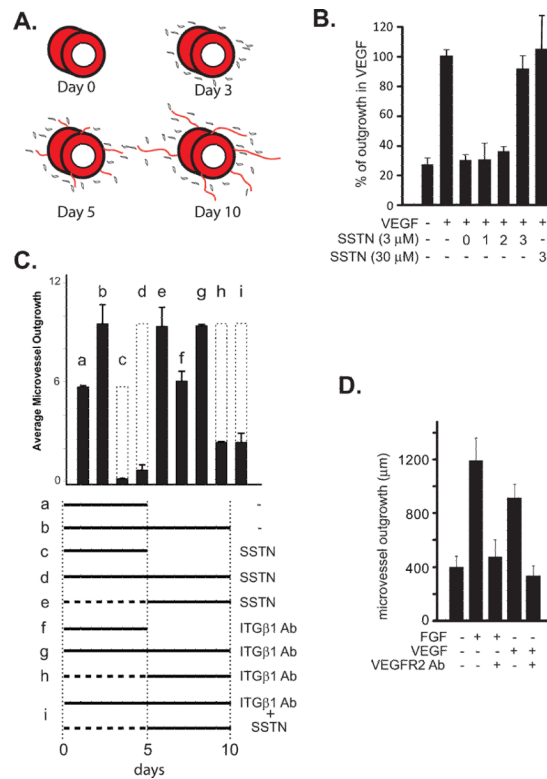 A.
Day 0
Day 3
Day 5
Day 10
B.
% of outgrowth in VEGF
120
100
80
60
40
20
0
VEGF - + + + + + +
SSTN (3 μM) - - 0 1 2 3 -
SSTN (30 μM) - - - - - - 3
C.
Average Microvessel Outgrowth
12
6
0
a b c d e f g h i
a -
b -
c SSTN
d SSTN
e SSTN
f ITGβ1 Ab
g ITGβ1 Ab
h ITGβ1 Ab
i ITGβ1 Ab
+
SSTN
0 5 10
days
D.
microvessel outgrowth (μm)
1200
800
400
0
FGF - + + - -
VEGF - - - + +
VEGFR2 Ab - - + - +